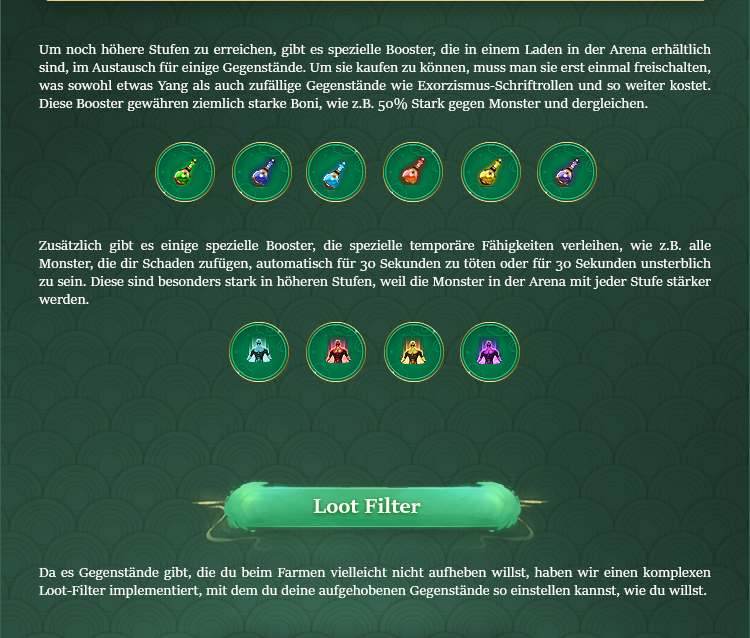 Um noch höhere Stufen zu erreichen, gibt es spezielle Booster, die in einem Laden in der Arena erhältlich
sind, im Austausch für einige Gegenstände. Um sie kaufen zu können, muss man sie erst einmal freischalten,
was sowohl etwas Yang als auch zufällige Gegenstände wie Exorzismus-Schriftrollen und so weiter kostet.
Diese Booster gewähren ziemlich starke Boni, wie z.B. 50% Stark gegen Monster und dergleichen.
Zusätzlich gibt es einige spezielle Booster, die spezielle temporäre Fähigkeiten verleihen, wie z.B. alle
Monster, die dir Schaden zufügen, automatisch für 30 Sekunden zu töten oder für 30 Sekunden unsterblich
zu sein. Diese sind besonders stark in höheren Stufen, weil die Monster in der Arena mit jeder Stufe stärker
werden.
Loot Filter
Da es Gegenstände gibt, die du beim Farmen vielleicht nicht aufheben willst, haben wir einen komplexen
Loot-Filter implementiert, mit dem du deine aufgehobenen Gegenstände so einstellen kannst, wie du willst.